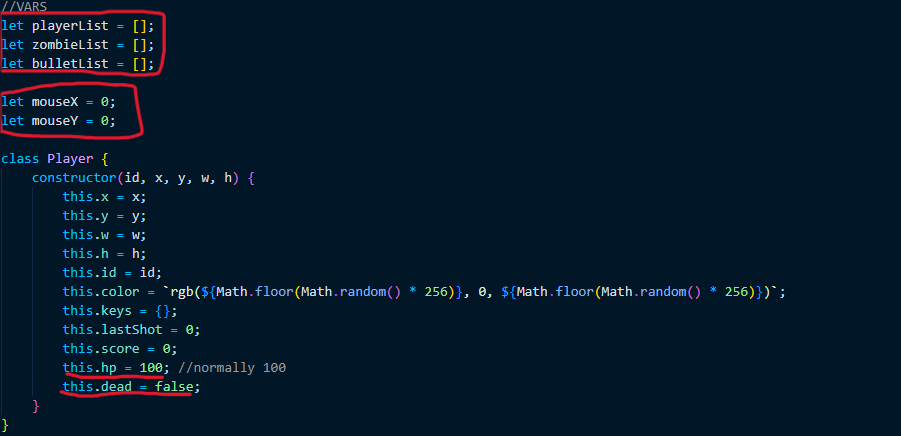 //VARS
let playerList = [];
let zombieList = [];
let bulletList = [];
let mouseX = 0;
let mouseY = 0;
class Player {
constructor(id, x, y, w, h) {
this.x = x;
this.y = y;
this.w = w;
this.h = h;
this.id = id;
this.color = `rgb(${Math.floor(Math.random() * 256)}, 0, ${Math.floor(Math.random() * 256)})`;
this.keys = {};
this.lastShot = 0;
this.score = 0;
this.hp = 100; //normally 100
this.dead = false;
}
}